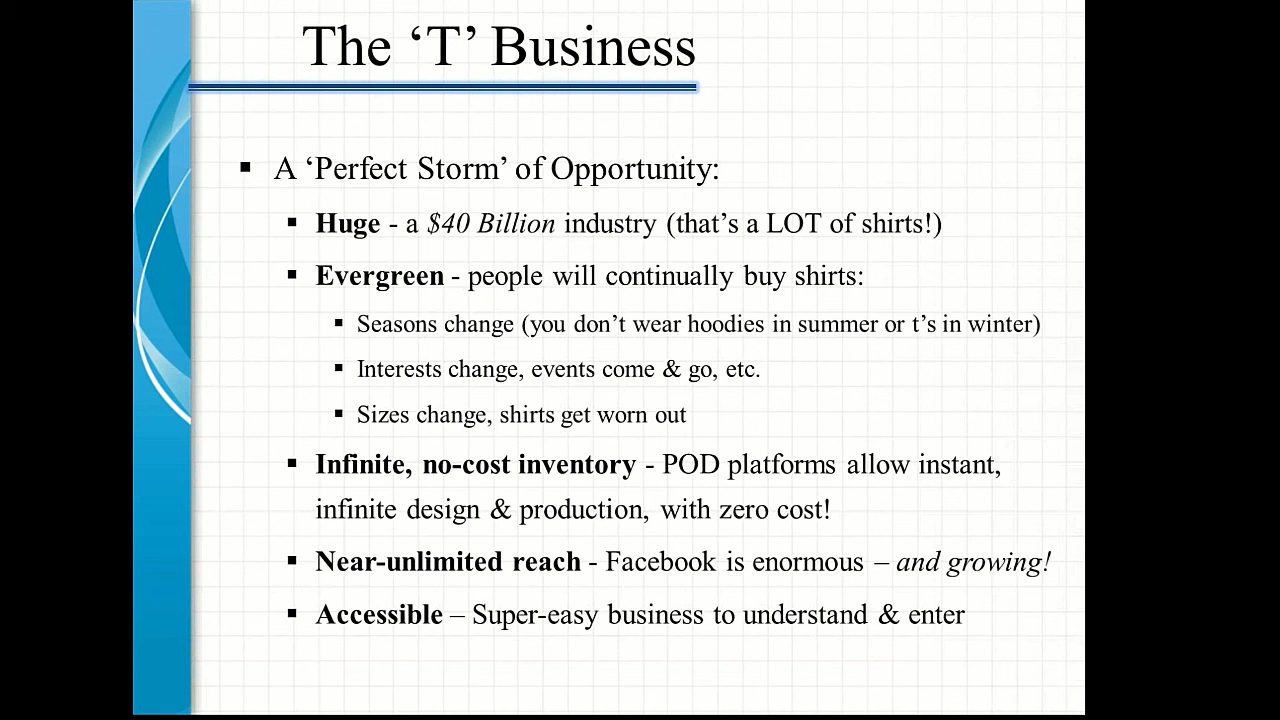 The ‘T’ Business
▪ A ‘Perfect Storm’ of Opportunity:
▪ Huge - a $40 Billion industry (that’s a LOT of shirts!)
▪ Evergreen - people will continually buy shirts:
▪ Seasons change (you don’t wear hoodies in summer or t’s in winter)
▪ Interests change, events come & go, etc.
▪ Sizes change, shirts get worn out
▪ Infinite, no-cost inventory - POD platforms allow instant,
infinite design & production, with zero cost!
▪ Near-unlimited reach - Facebook is enormous – and growing!
▪ Accessible – Super-easy business to understand & enter